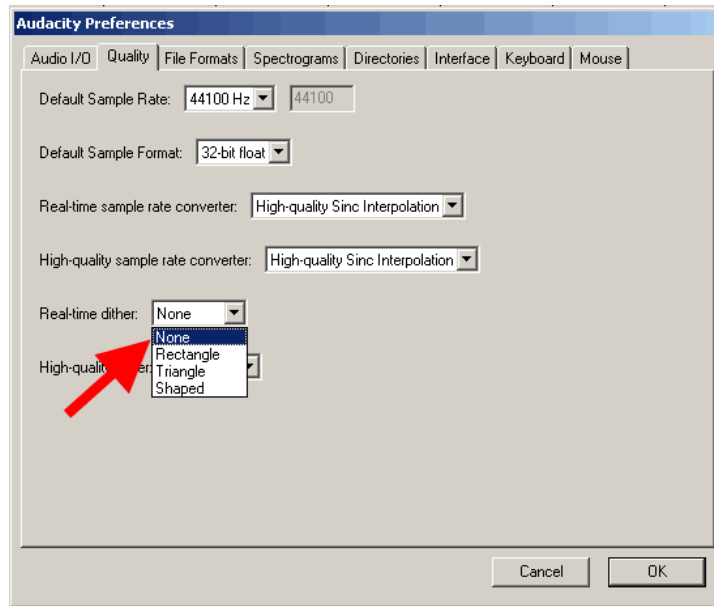 Audacity Preferences
Audio I/O Quality File Formats Spectrograms Directories Interface Keyboard Mouse
Default Sample Rate: 44100 Hz 44100
Default Sample Format: 32-bit float
Real-time sample rate converter: High-quality Sinc Interpolation
High-quality sample rate converter: High-quality Sinc Interpolation
Real-time dither: None
None
Rectangle
High-quali
Triangle
Shaped
Cancel OK